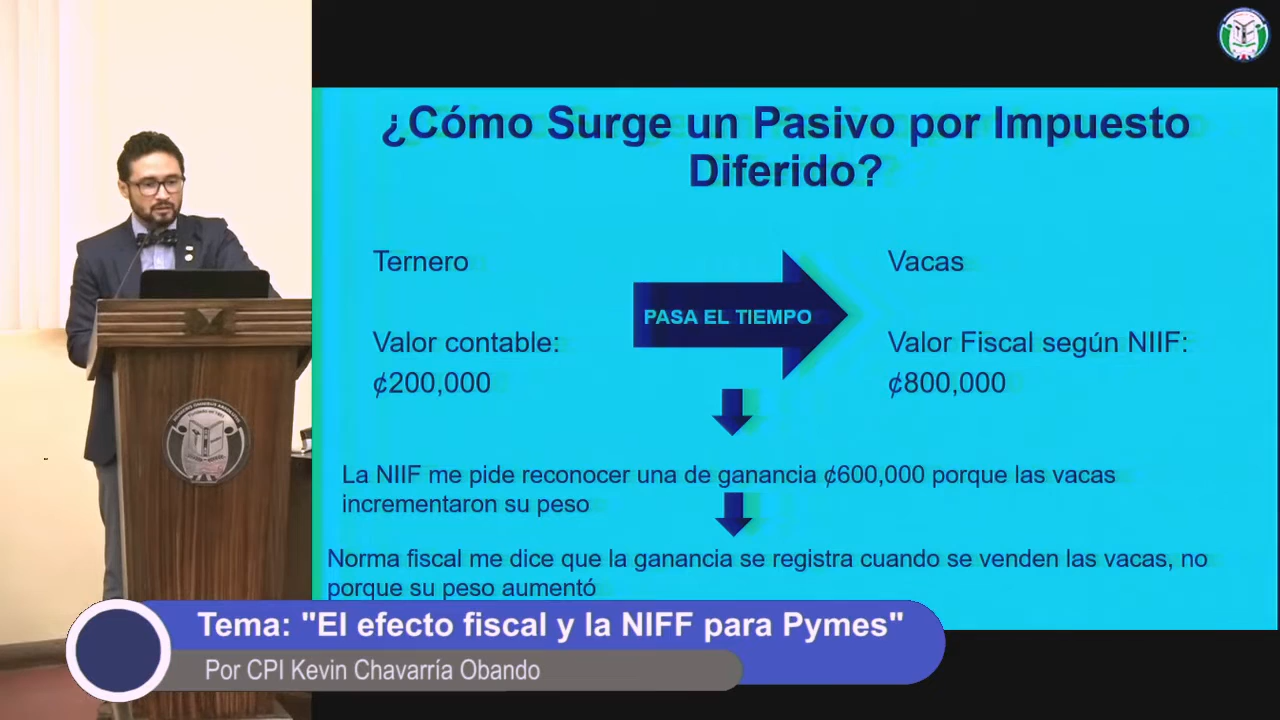 ¿Cómo Surge un Pasivo por Impuesto
Diferido?
Ternero
Vacas
PASA EL TIEMPO
Valor contable:
¢200,000
Valor Fiscal según NIIF:
¢800,000
La NIIF me pide reconocer una de ganancia ¢600,000 porque las vacas
incrementaron su peso
Norma fiscal me dice que la ganancia se registra cuando se venden las vacas, no
porque su peso aumentó
Tema: "El efecto fiscal y la NIFF para Pymes"
Por CPI Kevin Chavarría Obando